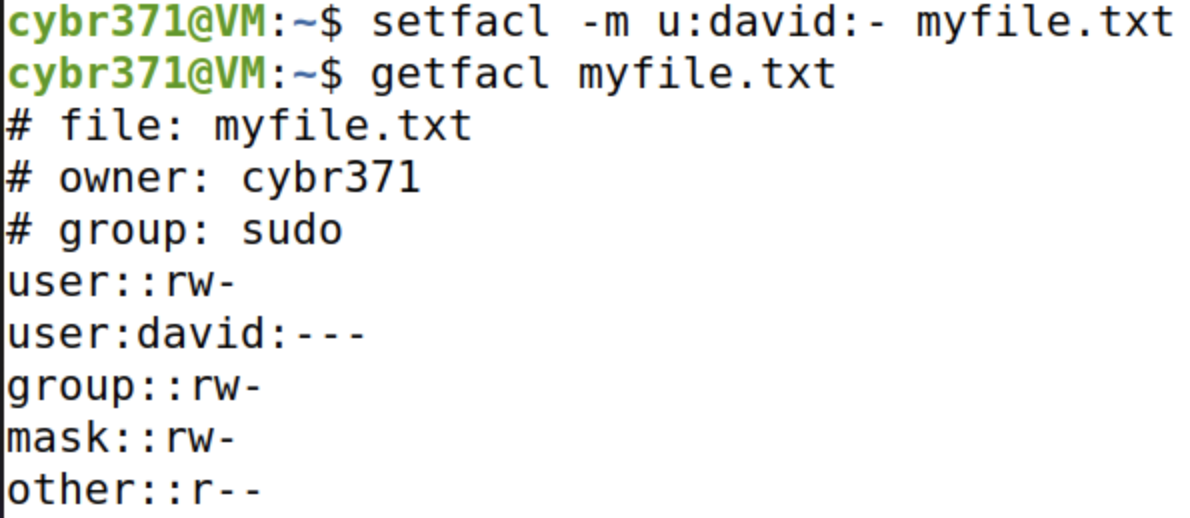 cybr371@VM:~$ setfacl -m u:david:- myfile.txt
cybr371@VM:~$ getfacl myfile.txt
# file: myfile.txt
# owner: cybr371
# group: sudo
user::rw-
user:david:---
group::rw-
mask::rw-
other::r--